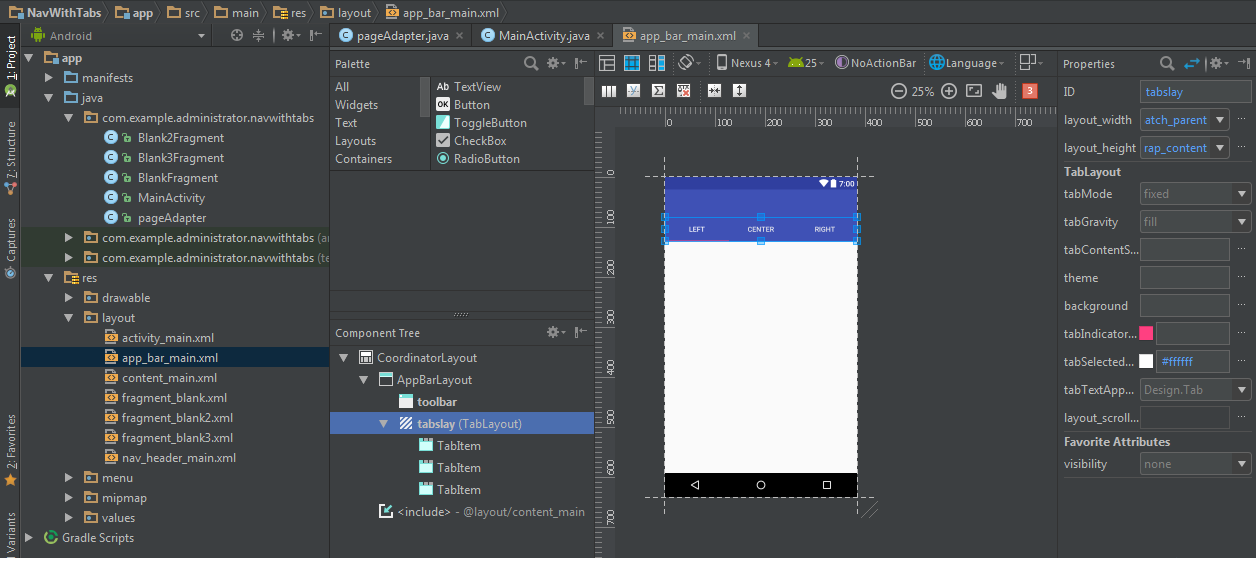 NavWithTabs app src main res layout app_bar_main.xml
Android
pageAdapter.java MainActivity.java app_bar_main.xml
1: Project
7: Structure
Captures
2: Favorites
Variants
app
manifests
java
com.example.administrator.navwithtabs
Blank2Fragment
Blank3Fragment
BlankFragment
MainActivity
pageAdapter
com.example.administrator.navwithtabs (ar
com.example.administrator.navwithtabs (te
res
drawable
layout
activity_main.xml
app_bar_main.xml
content_main.xml
fragment_blank.xml
fragment_blank2.xml
fragment_blank3.xml
nav_header_main.xml
menu
mipmap
values
Gradle Scripts
Palette
All
Widgets
Text
Layouts
Containers
Ab TextView
OK Button
ToggleButton
CheckBox
RadioButton
Component Tree
CoordinatorLayout
AppBarLayout
toolbar
tabslay (TabLayout)
TabItem
TabItem
TabItem
<include> - @layout/content_main
Nexus 4 25 NoActionBar Language
25% 3
0 100 200 300 400 500 600 700
0
100
200
300
400
500
600
700
7:00
LEFT CENTER RIGHT
Properties
ID tabslay
layout_width atch_parent
layout_height rap_content
TabLayout
tabMode fixed
tabGravity fill
tabContentS...
theme
background
tabIndicator...
tabSelected... #ffffff
tabTextApp... Design.Tab
layout_scroll...
Favorite Attributes
visibility none